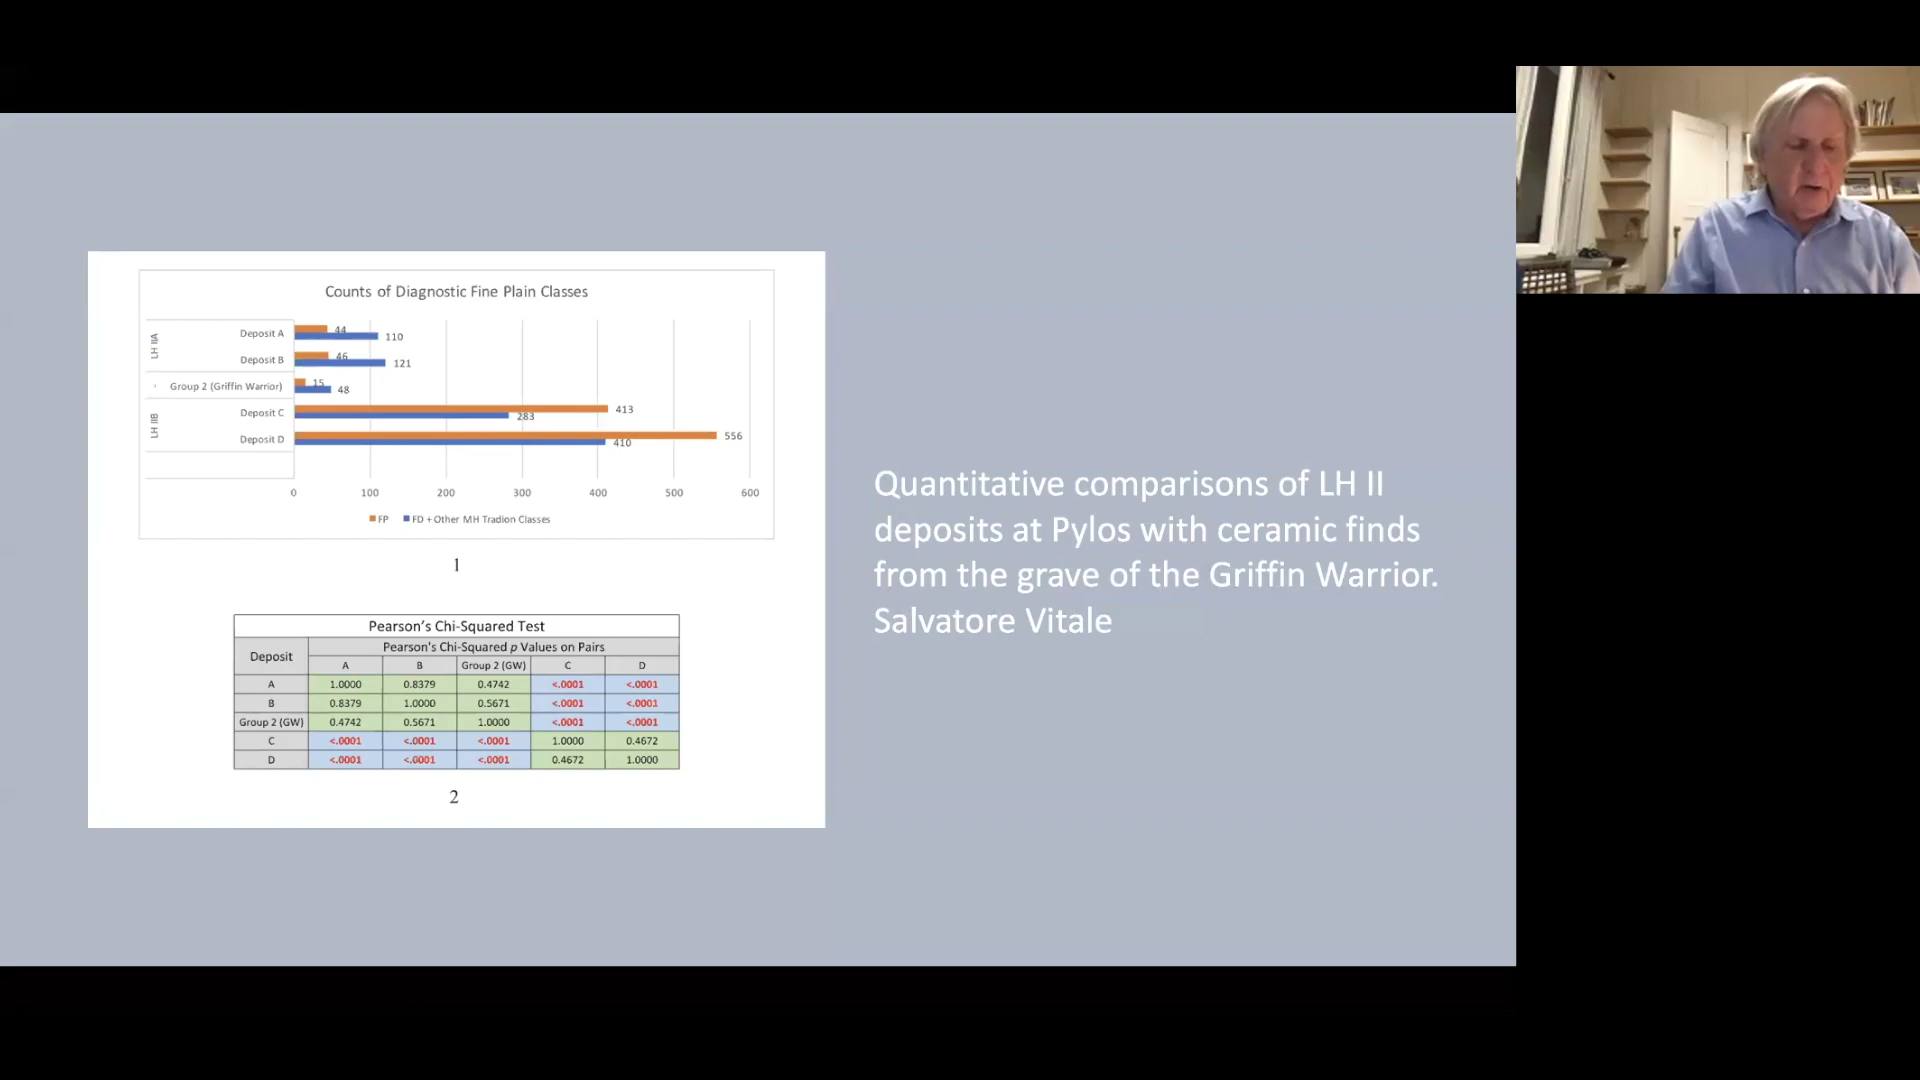 Counts of Diagnostic Fine Plain Classes
LH IIA
Deposit A 44 110
Deposit B 46 121
Group 2 (Griffin Warrior) 15 48
LH IIB
Deposit C 413 283
Deposit D 556 410
0 100 200 300 400 500 600
FP FD + Other MH Tradion Classes
1
Pearson's Chi-Squared Test
Deposit
Pearson's Chi-Squared p Values on Pairs
A B Group 2 (GW) C D
A 1.0000 0.8379 0.4742 <.0001 <.0001
B 0.8379 1.0000 0.5671 <.0001 <.0001
Group 2 (GW) 0.4742 0.5671 1.0000 <.0001 <.0001
C <.0001 <.0001 <.0001 1.0000 0.4672
D <.0001 <.0001 <.0001 0.4672 1.0000
2
Quantitative comparisons of LH II
deposits at Pylos with ceramic finds
from the grave of the Griffin Warrior.
Salvatore Vitale